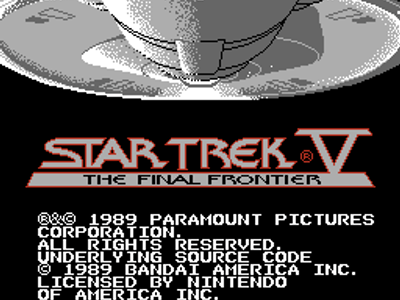 STAR TREK® V
THE FINAL FRONTIER
®&© 1989 PARAMOUNT PICTURES
CORPORATION.
ALL RIGHTS RESERVED.
UNDERLYING SOURCE CODE
© 1989 BANDAI AMERICA INC.
LICENSED BY NINTENDO
OF AMERICA INC.